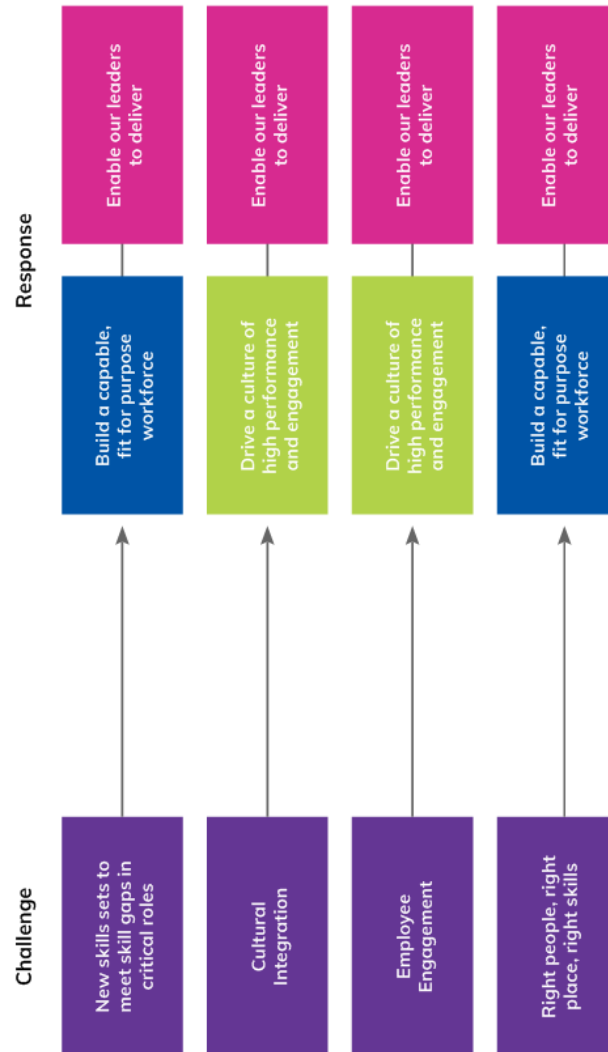 Challenge
Response
New skills sets to
meet skill gaps in
critical roles
Build a capable,
fit for purpose
workforce
Enable our leaders
to deliver
Cultural
Integration
Drive a culture of
high performance
and engagement
Enable our leaders
to deliver
Employee
Engagement
Drive a culture of
high performance
and engagement
Enable our leaders
to deliver
Right people, right
place, right skills
Build a capable,
fit for purpose
workforce
Enable our leaders
to deliver